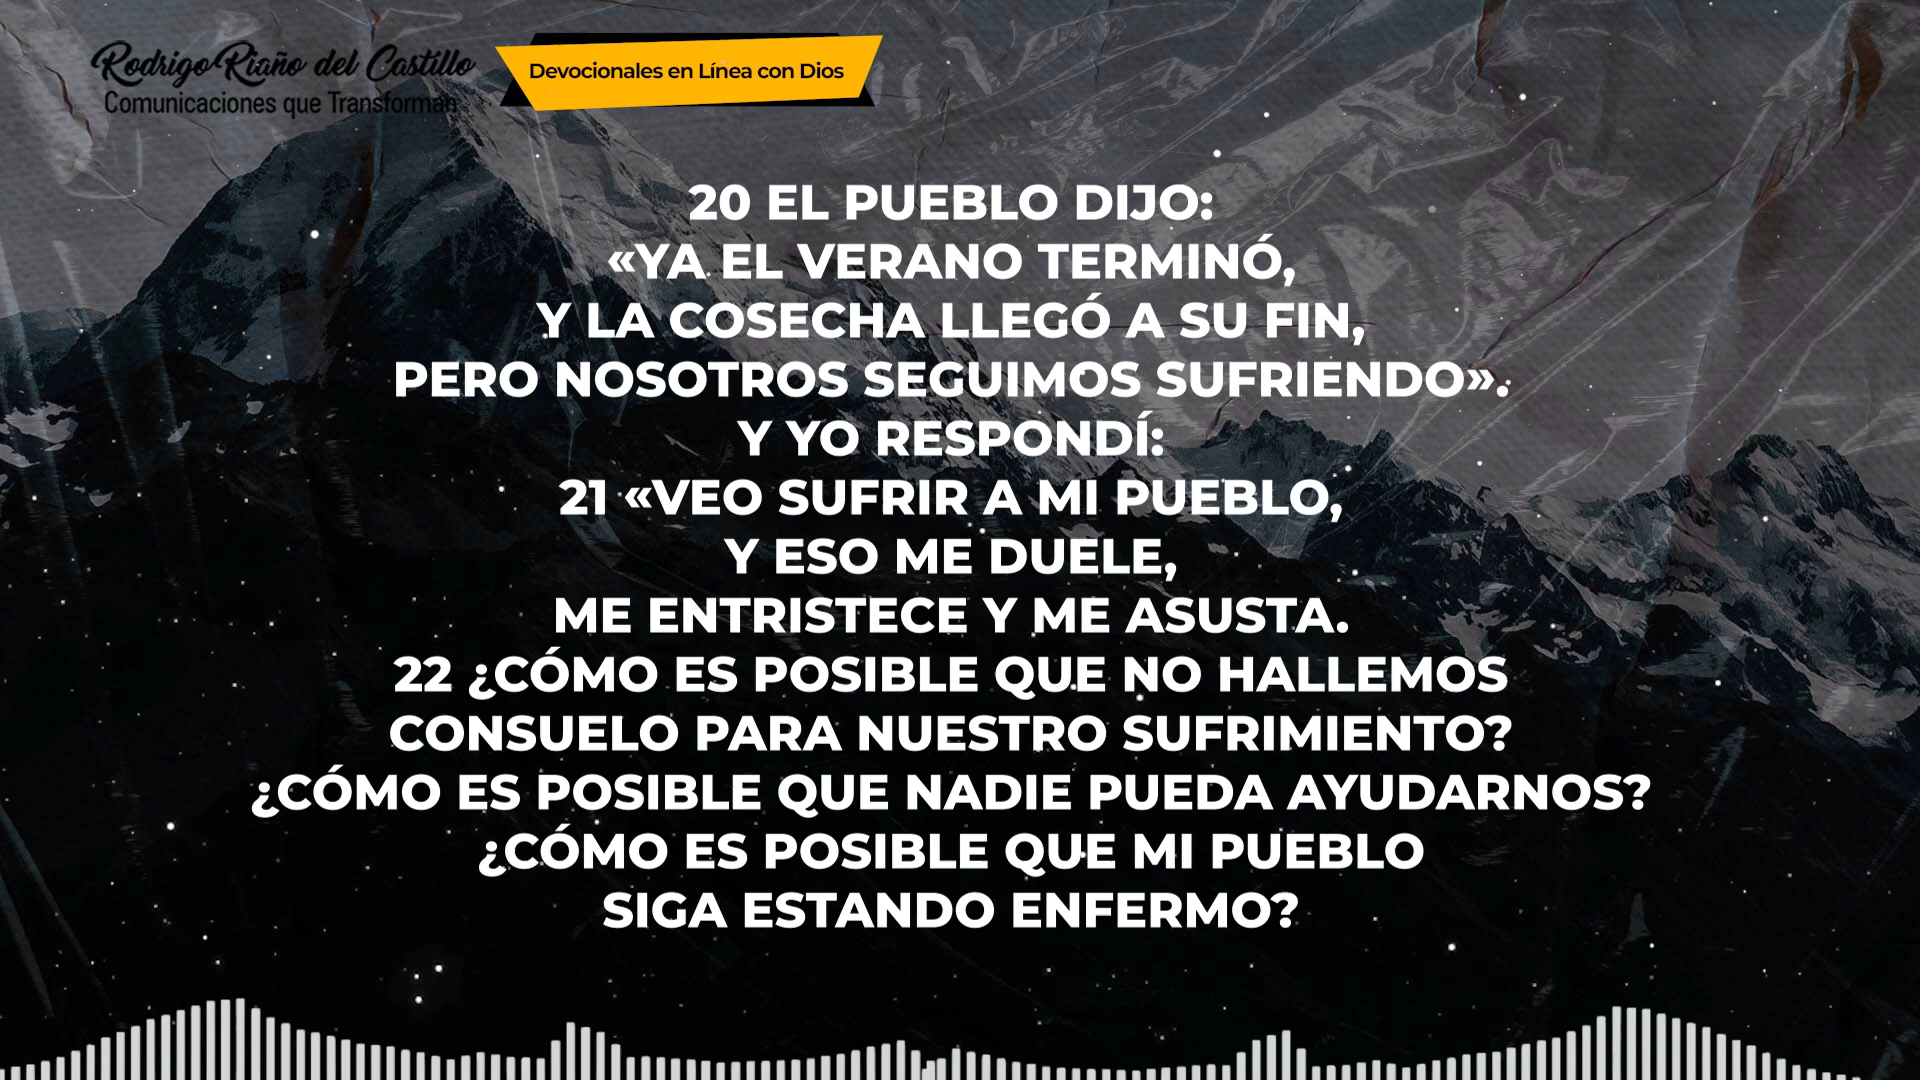 Rodrigo Riaño del Castillo
Comunicaciones que Transforman
Devocionales en Línea con Dios
20 EL PUEBLO DIJO:
«YA EL VERANO TERMINÓ,
Y LA COSECHA LLEGÓ A SU FIN,
PERO NOSOTROS SEGUIMOS SUFRIENDO».
Y YO RESPONDÍ:
21 «VEO SUFRIR A MI PUEBLO,
Y ESO ME DUELE,
ME ENTRISTECE Y ME ASUSTA.
22 ¿CÓMO ES POSIBLE QUE NO HALLEMOS
CONSUELO PARA NUESTRO SUFRIMIENTO?
¿CÓMO ES POSIBLE QUE NADIE PUEDA AYUDARNOS?
¿CÓMO ES POSIBLE QUE MI PUEBLO
SIGA ESTANDO ENFERMO?